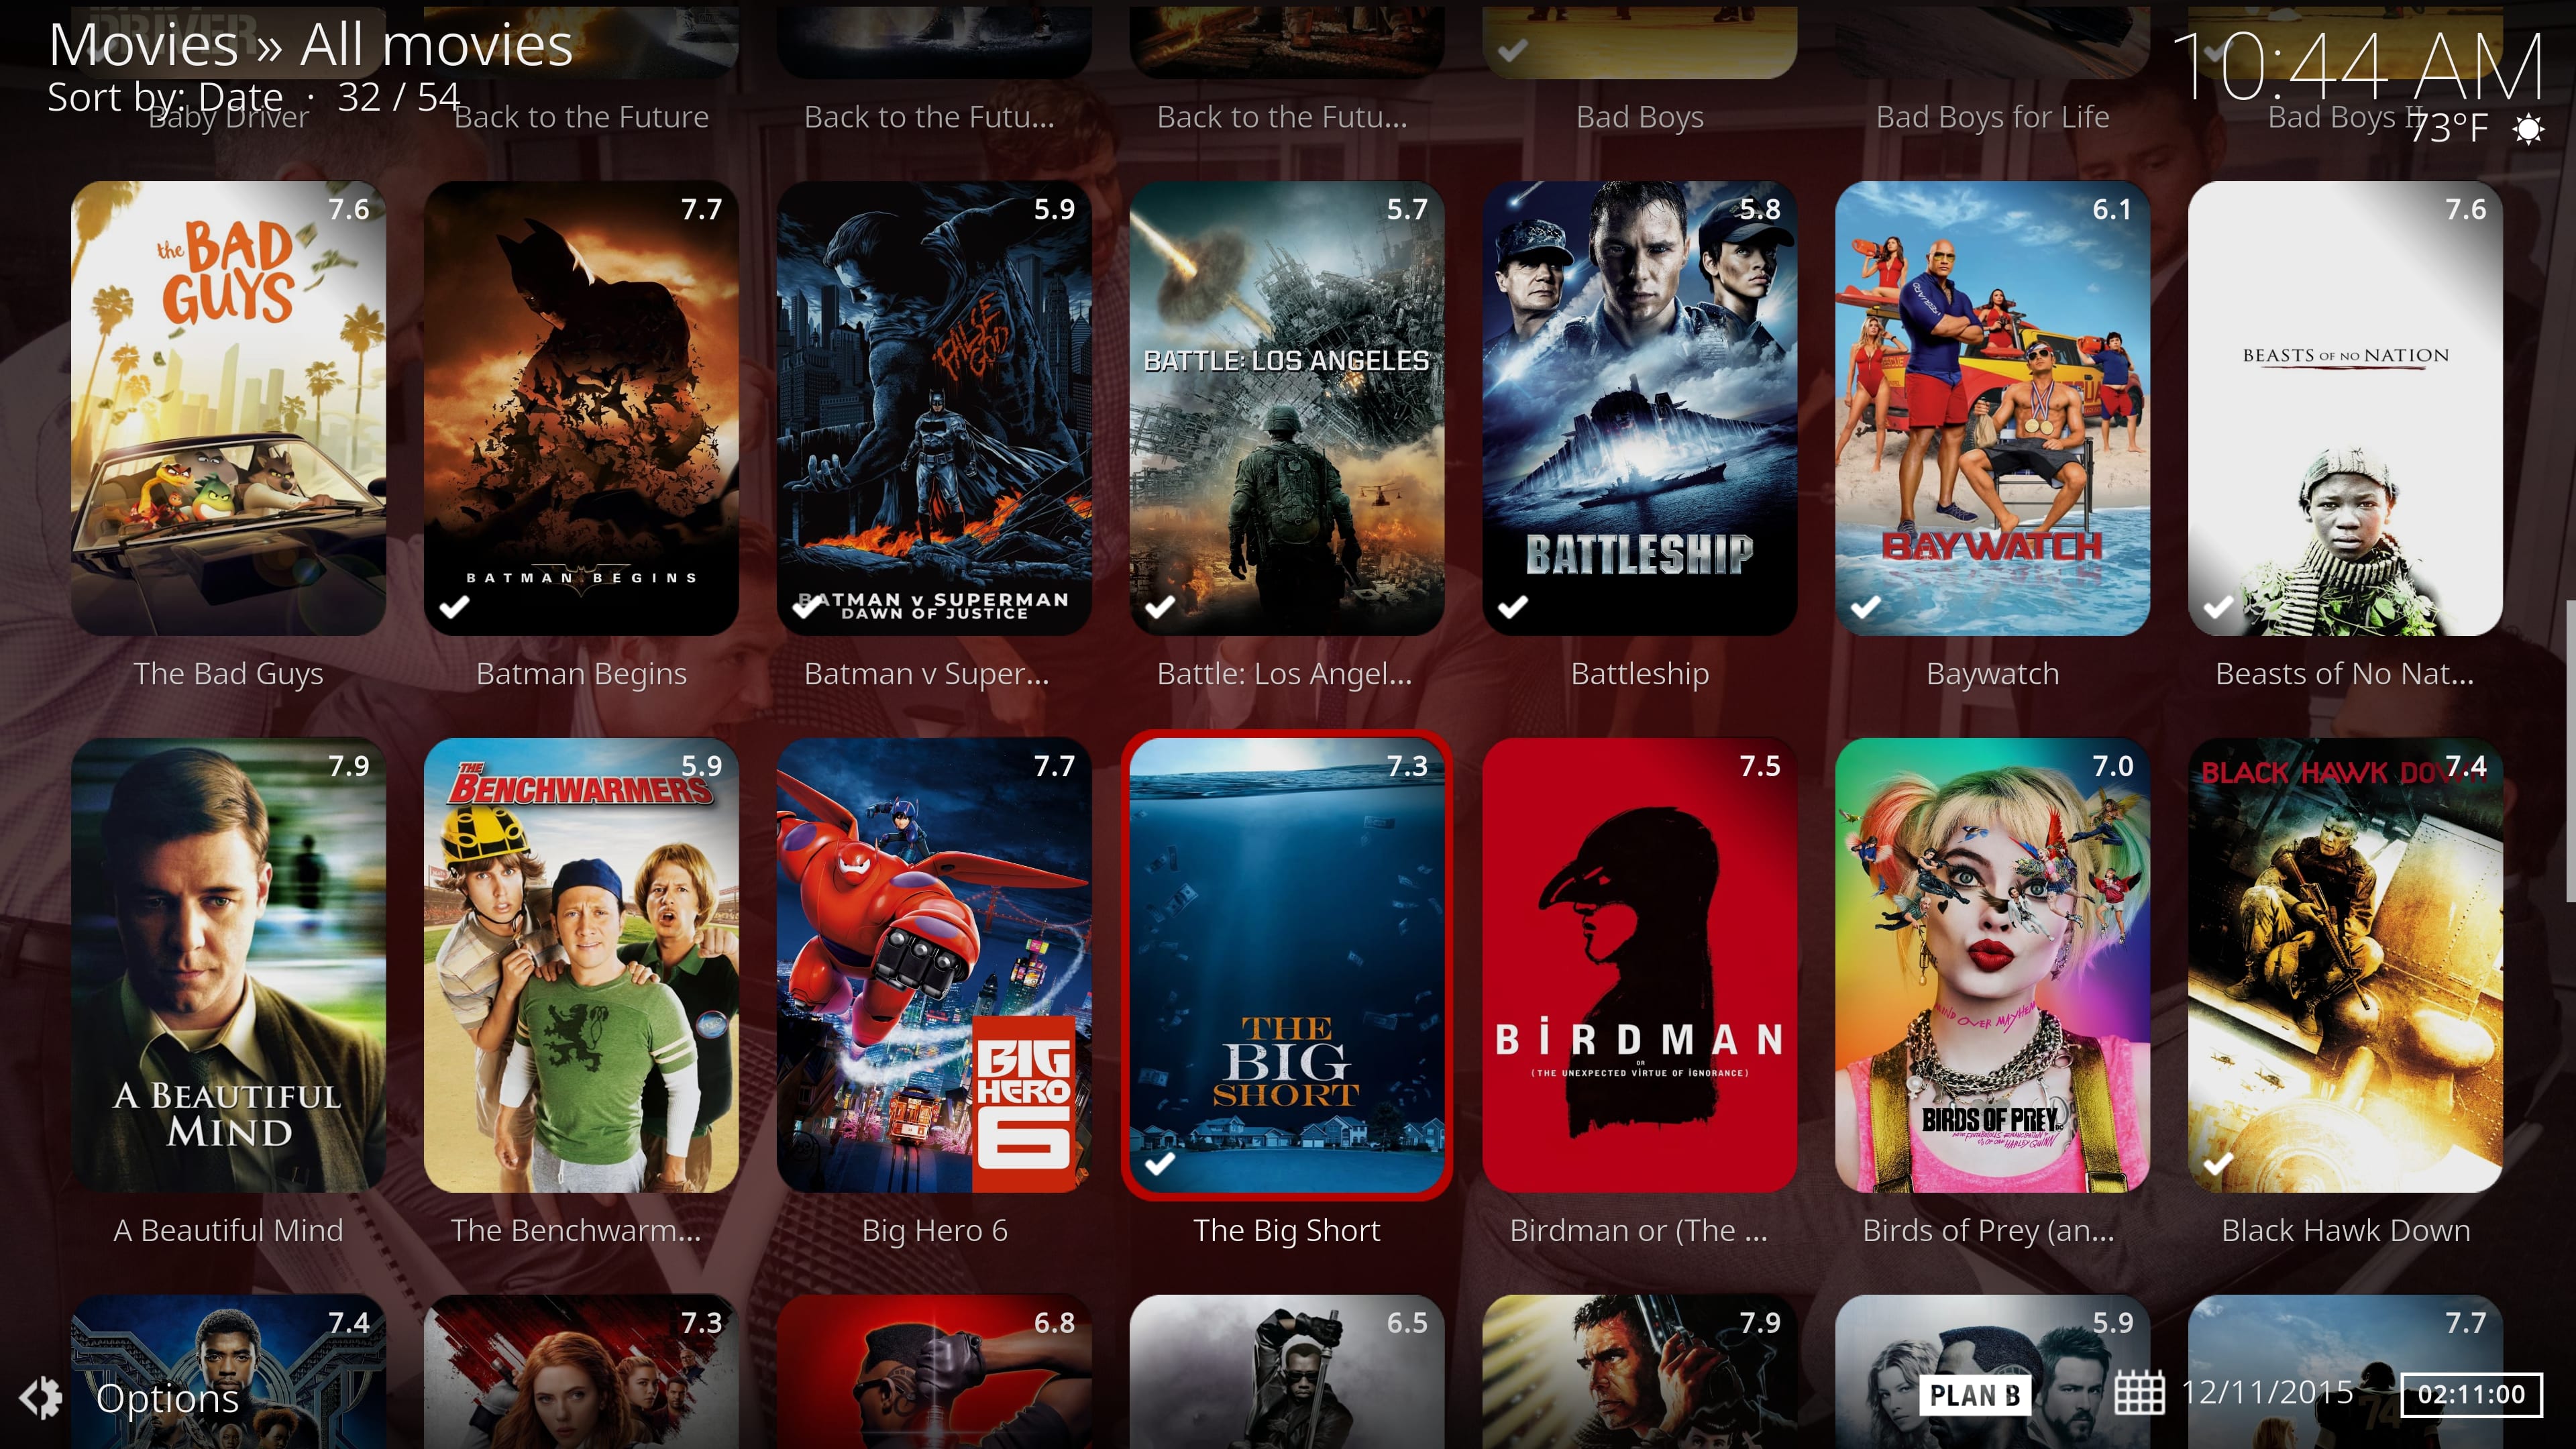 Movies » All movies
Sort by: Date · 32 / 54
10:44 AM
73°F
Baby Driver
Back to the Future
Back to the Futu...
Back to the Futu...
Bad Boys
Bad Boys for Life
Bad Boys II
7.6
the BAD
GUYS
7.7
BATMAN BEGINS
5.9
FALSE
GOD
BATMAN v SUPERMAN
DAWN OF JUSTICE
5.7
BATTLE: LOS ANGELES
5.8
BATTLESHIP
6.1
BAYWATCH
7.6
BEASTS OF NO NATION
The Bad Guys
Batman Begins
Batman v Super...
Battle: Los Angel...
Battleship
Baywatch
Beasts of No Nat...
7.9
A BEAUTIFUL
MIND
5.9
THE
BENCHWARMERS
7.7
BIG
HERO
6
7.3
THE
BIG
SHORT
7.5
BiRDMAN
OR
(THE UNEXPECTED ViRTUE OF iGNORANCE)
7.0
MIND OVER MAYHEM
BIRDS OF PREY
7.4
BLACK HAWK DOWN
A Beautiful Mind
The Benchwarm...
Big Hero 6
The Big Short
Birdman or (The ...
Birds of Prey (an...
Black Hawk Down
7.4
7.3
6.8
6.5
7.9
5.9
7.7
Options
PLAN B
12/11/2015
02:11:00